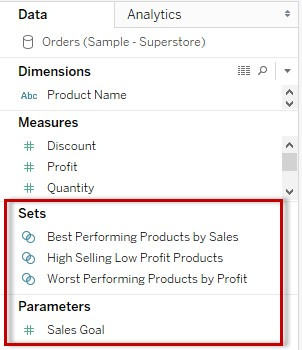 Data Analytics
Orders (Sample - Superstore)
Dimensions
Abc Product Name
Measures
# Discount
# Profit
# Quantity
Sets
Best Performing Products by Sales
High Selling Low Profit Products
Worst Performing Products by Profit
Parameters
# Sales Goal